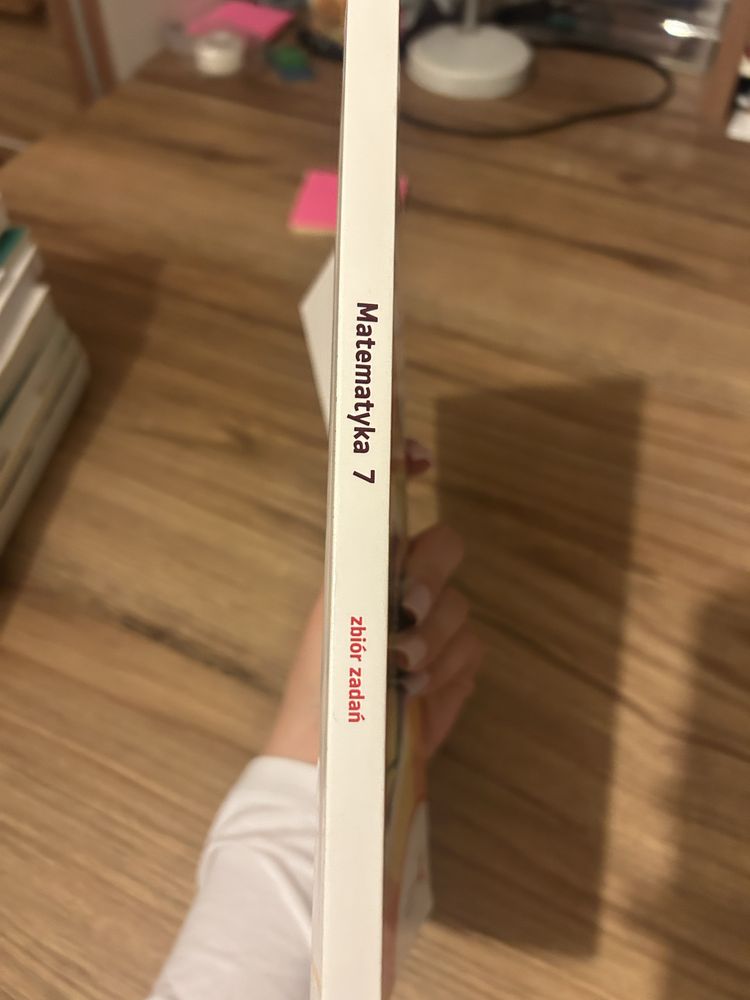 Matematyka 7
zbiór zadań